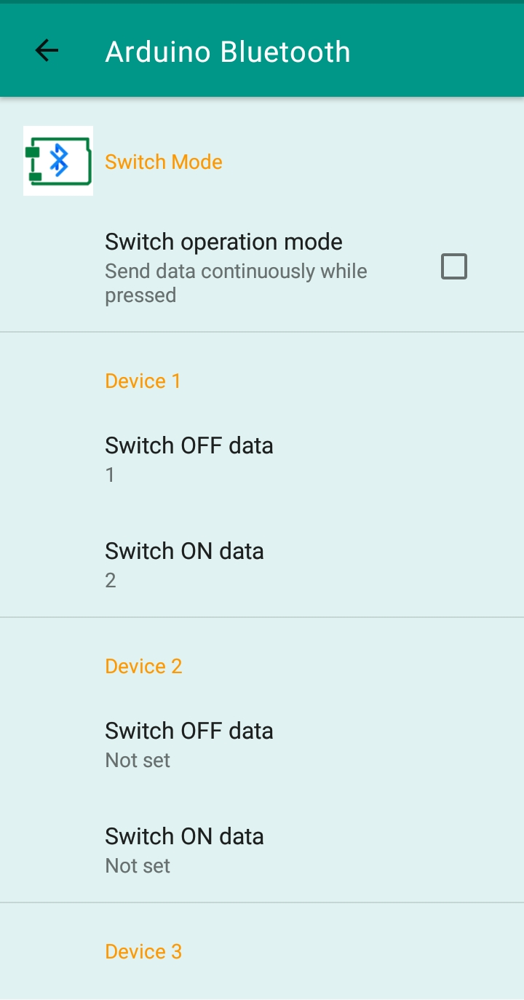 Arduino Bluetooth
Switch Mode
Switch operation mode
Send data continuously while
pressed
Device 1
Switch OFF data
1
Switch ON data
2
Device 2
Switch OFF data
Not set
Switch ON data
Not set
Device 3